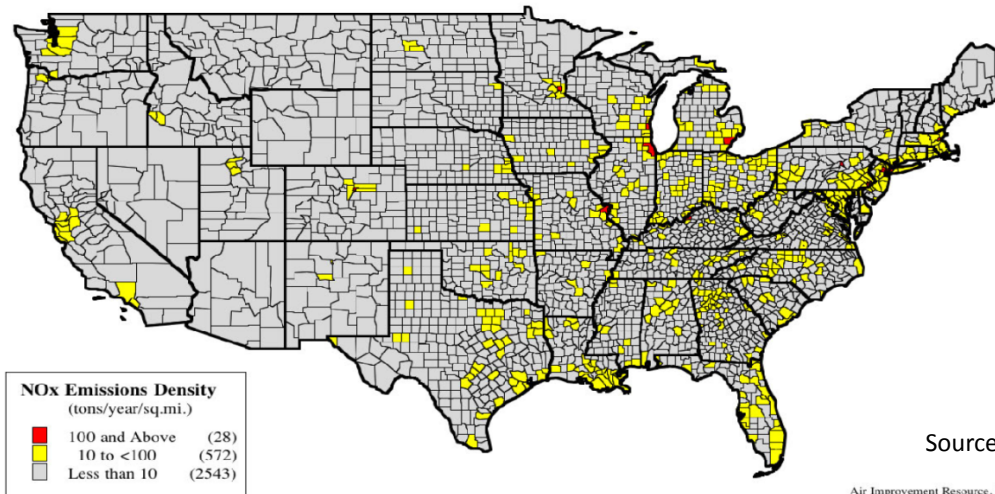 NOx Emissions Density
(tons/year/sq.mi.)
100 and Above (28)
10 to <100 (572)
Less than 10 (2543)
Source
Air Improvement Resource,